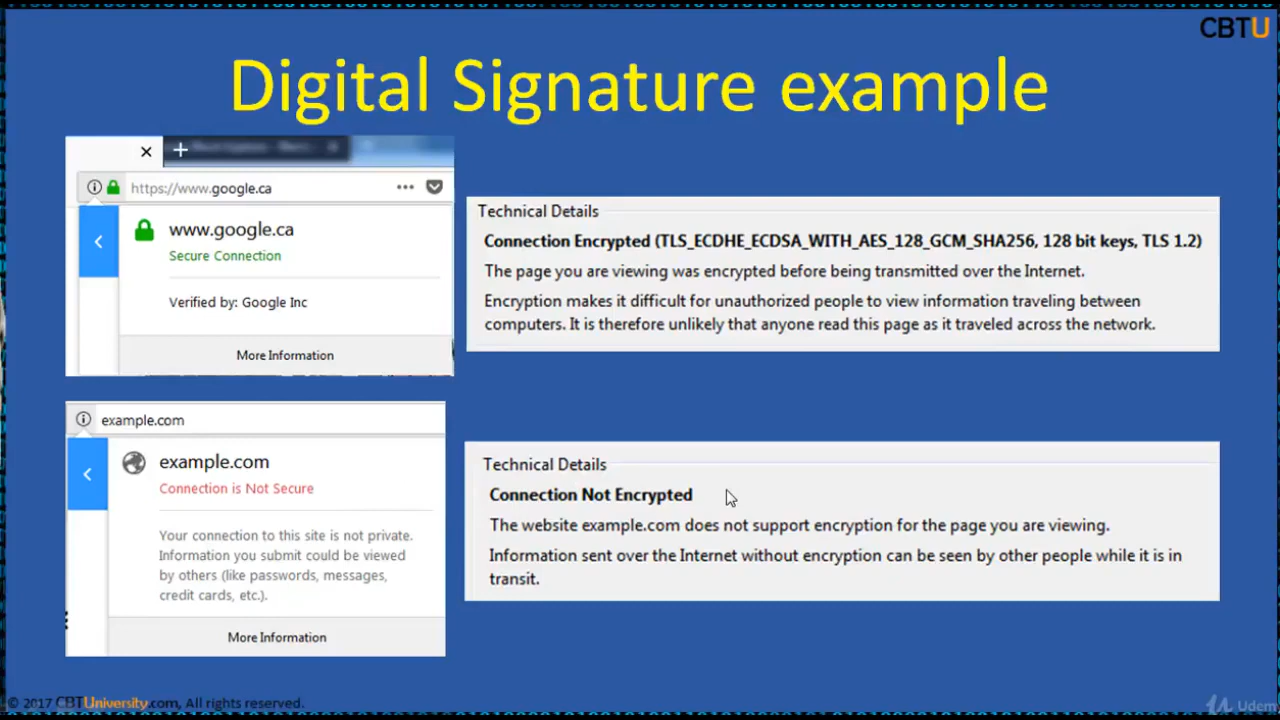 CBTU
Digital Signature example
https://www.google.ca
www.google.ca
Secure Connection
Verified by: Google Inc
More Information
Technical Details
Connection Encrypted (TLS_ECDHE_ECDSA_WITH_AES_128_GCM_SHA256, 128 bit keys, TLS 1.2)
The page you are viewing was encrypted before being transmitted over the Internet.
Encryption makes it difficult for unauthorized people to view information traveling between
computers. It is therefore unlikely that anyone read this page as it traveled across the network.
example.com
example.com
Connection is Not Secure
Your connection to this site is not private.
Information you submit could be viewed
by others (like passwords, messages,
credit cards, etc.).
More Information
Technical Details
Connection Not Encrypted
The website example.com does not support encryption for the page you are viewing.
Information sent over the Internet without encryption can be seen by other people while it is in
transit.
© 2017 CBTUniversity.com, All rights reserved.